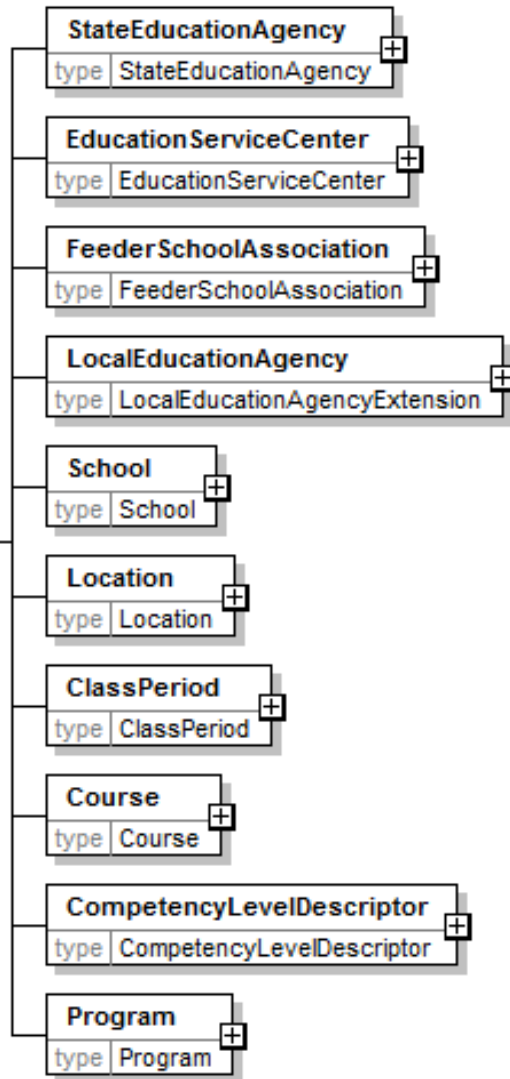 StateEducationAgency
type StateEducationAgency
EducationServiceCenter
type EducationServiceCenter
FeederSchoolAssociation
type FeederSchoolAssociation
LocalEducationAgency
type LocalEducationAgencyExtension
School
type School
Location
type Location
ClassPeriod
type ClassPeriod
Course
type Course
CompetencyLevelDescriptor
type CompetencyLevelDescriptor
Program
type Program